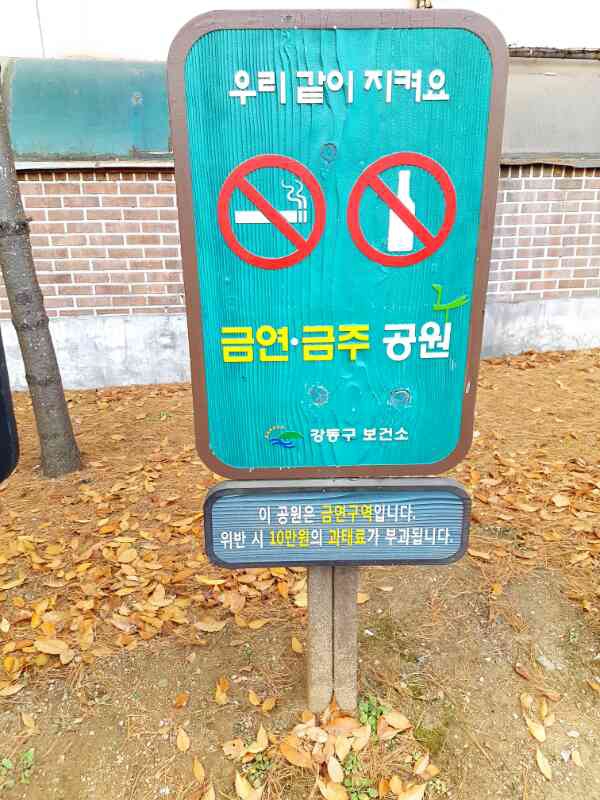 우리 같이 지켜요
금연·금주 공원
강동구 보건소
이 공원은 금연구역입니다.
위반 시 10만원의 과태료가 부과됩니다.